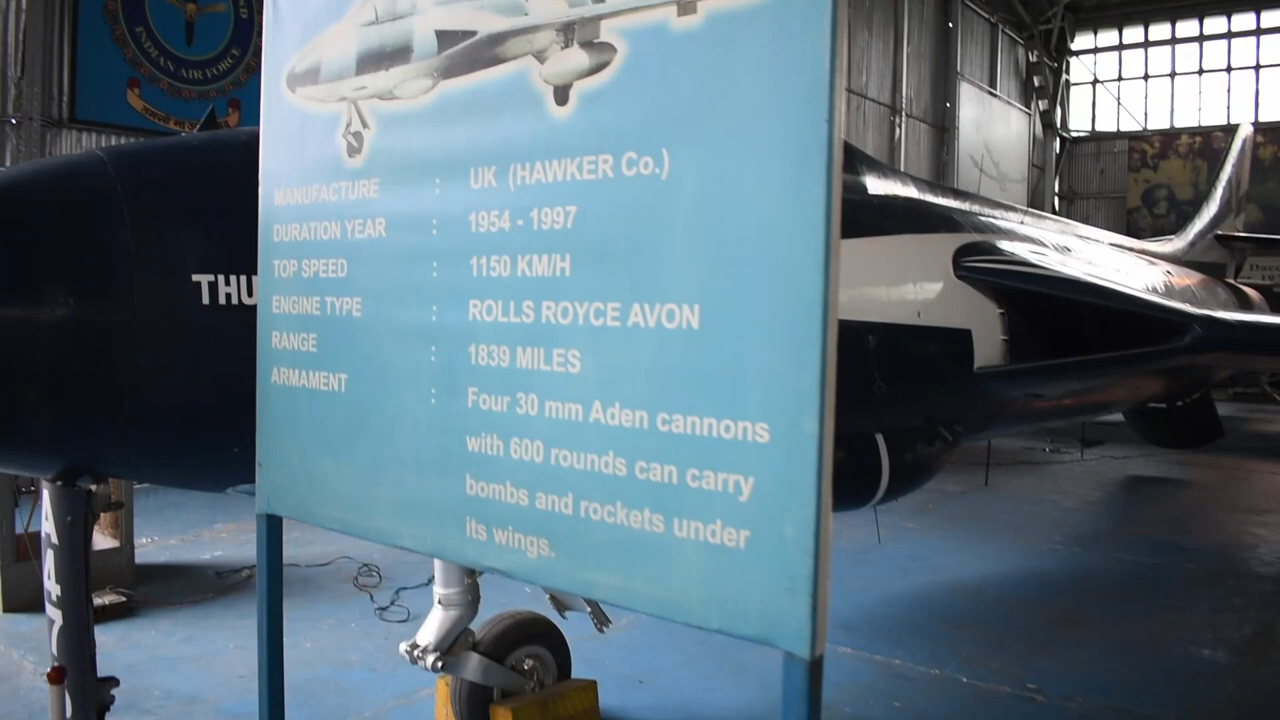 INDIAN AIR FORCE
THU
MANUFACTURE : UK (HAWKER Co.)
DURATION YEAR : 1954 - 1997
TOP SPEED : 1150 KM/H
ENGINE TYPE : ROLLS ROYCE AVON
RANGE : 1839 MILES
ARMAMENT : Four 30 mm Aden cannons
with 600 rounds can carry
bombs and rockets under
its wings.
A47